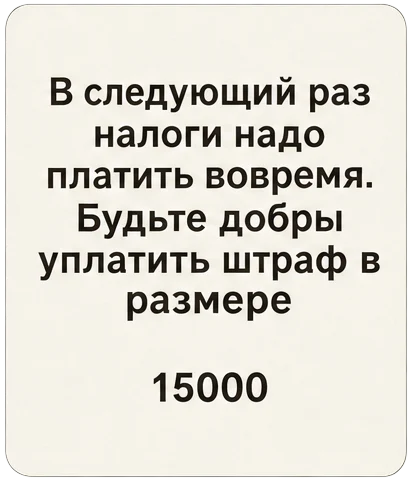 В следующий раз
налоги надо
платить вовремя.
Будьте добры
уплатить штраф в
размере
15000